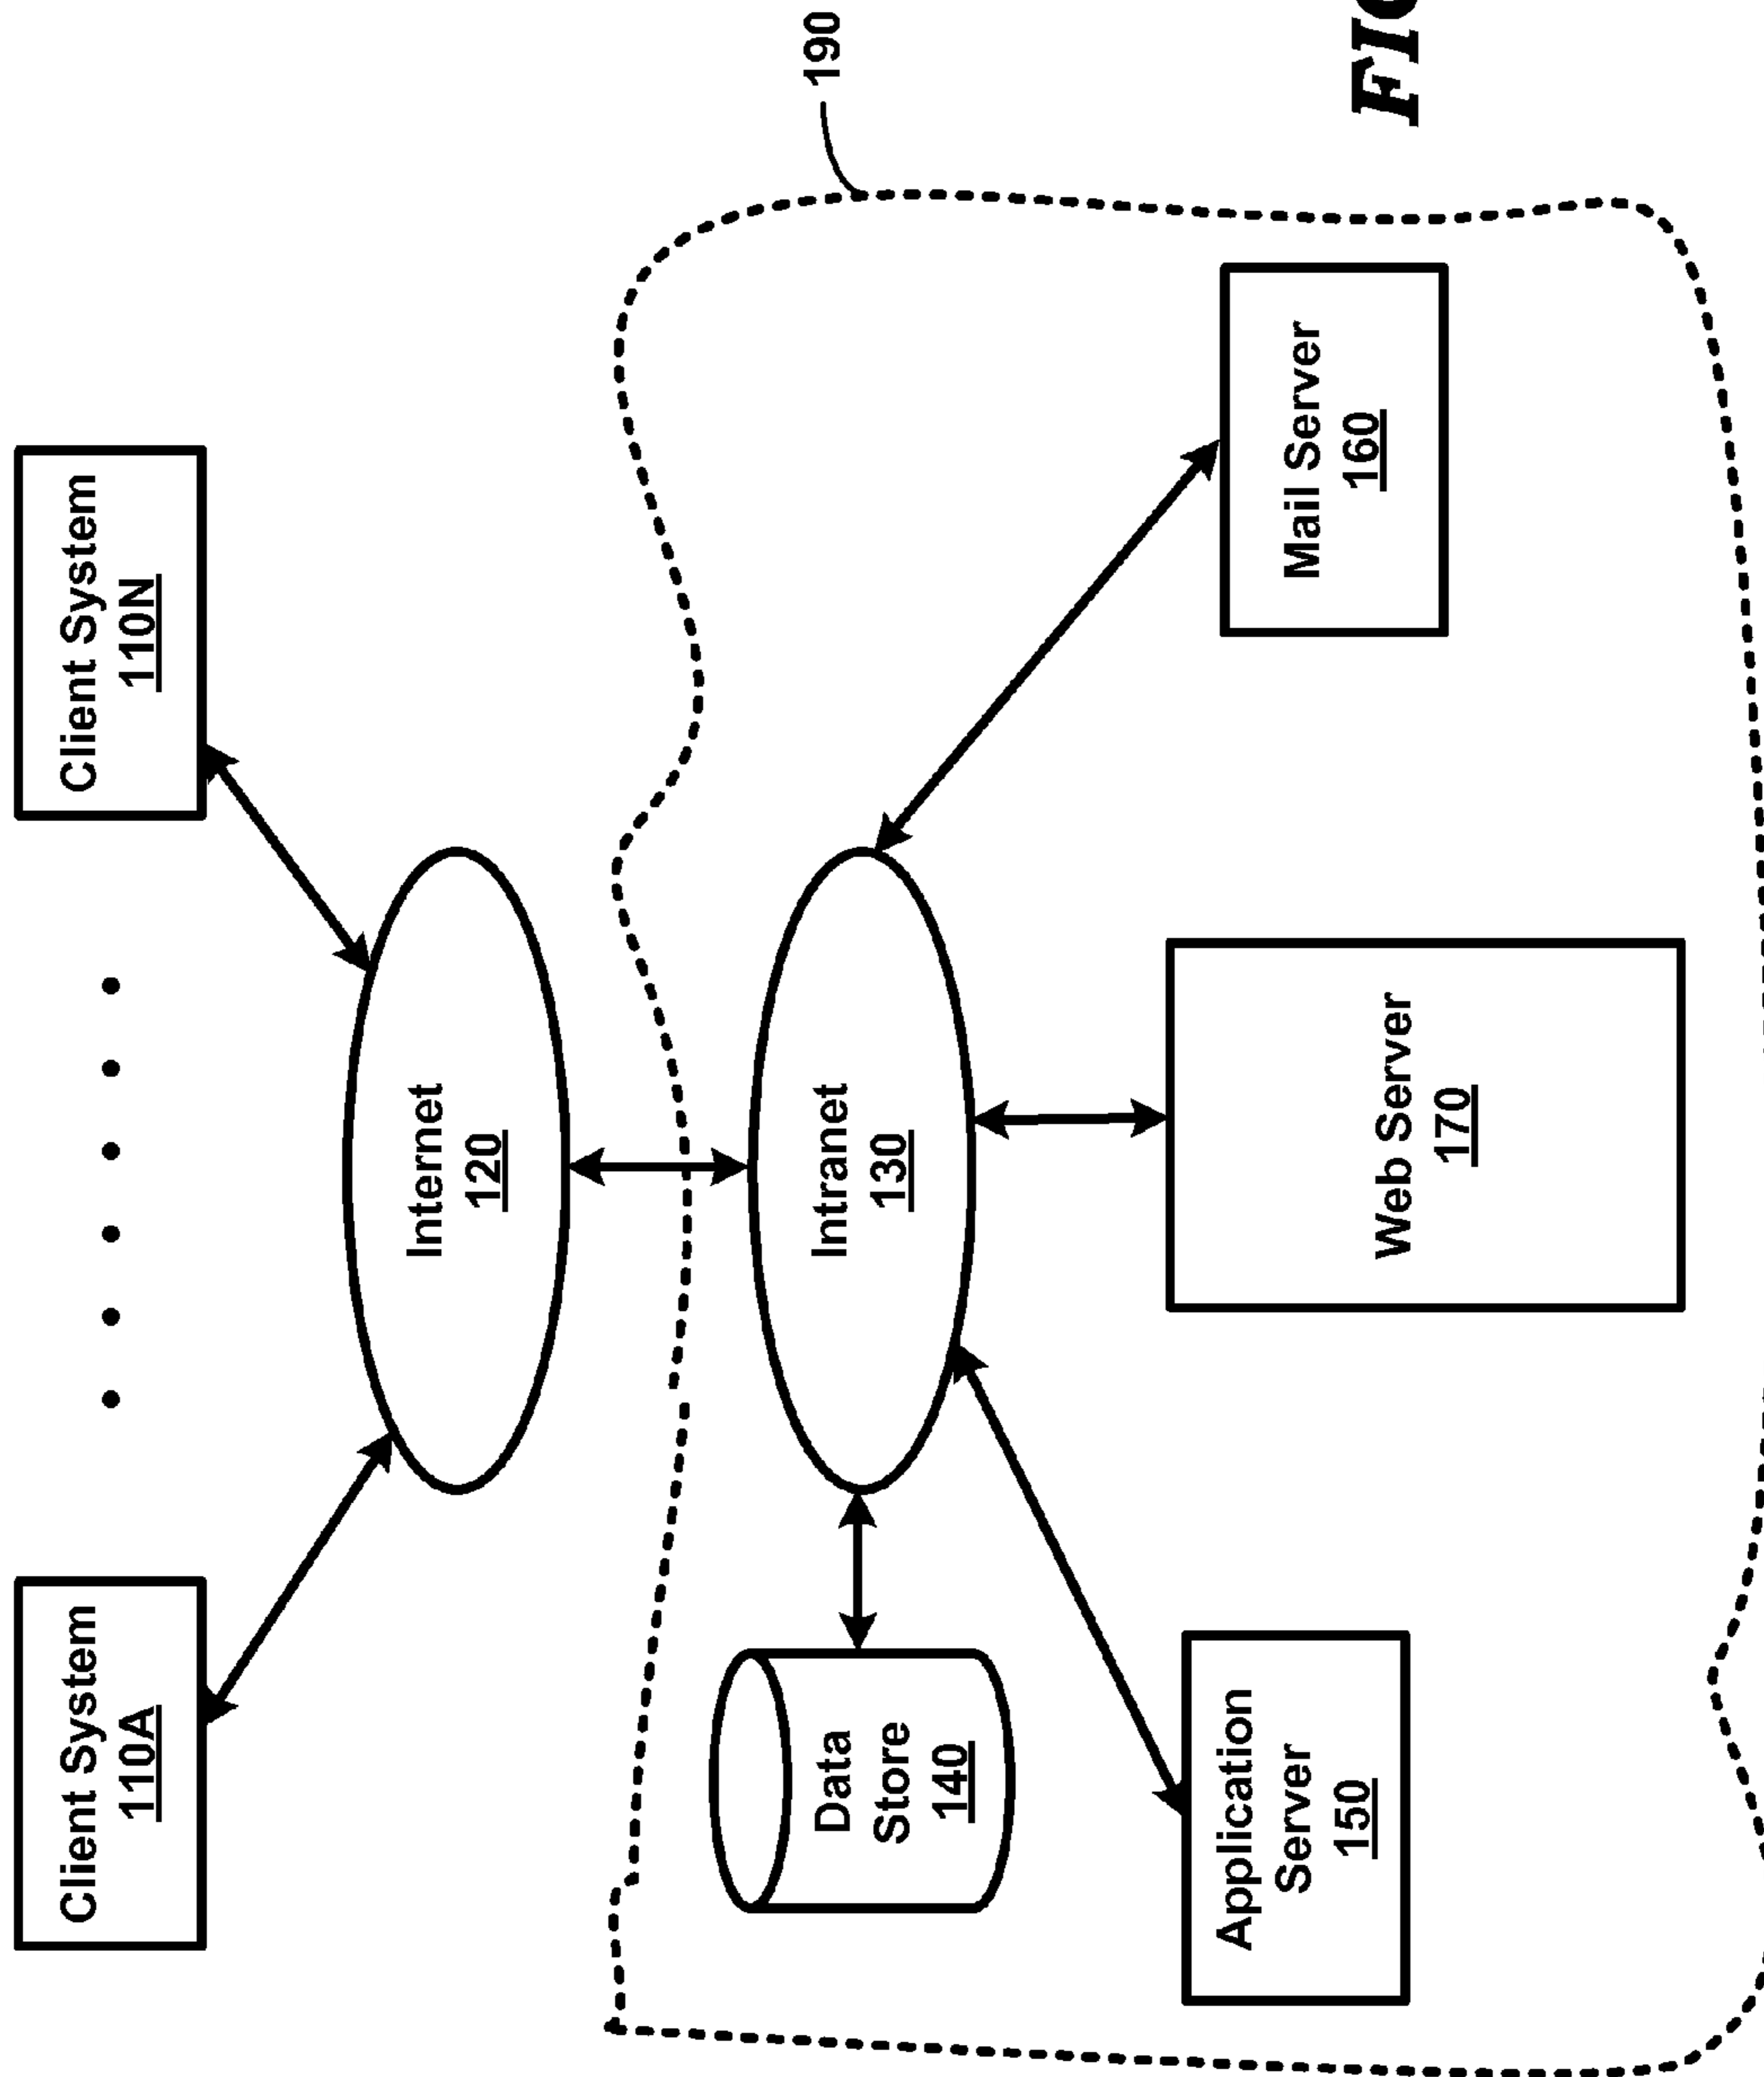 Client System
110A
Client System
110N
Internet
120
190
Intranet
130
Data
Store
140
Application
Server
150
Web Server
170
Mail Server
160